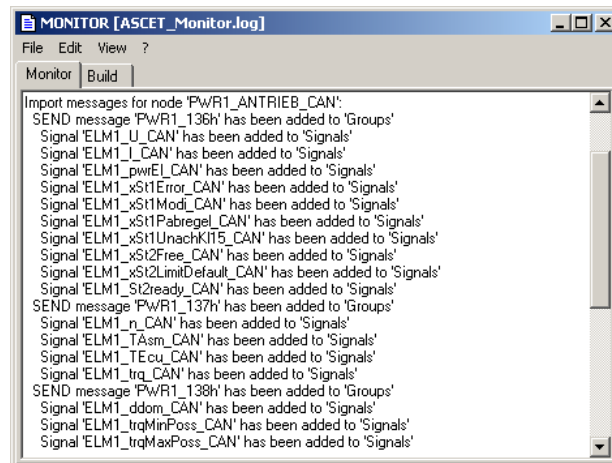 MONITOR [ASCET_Monitor.log]
File Edit View ?
Monitor Build
Import messages for node 'PWR1_ANTRIEB_CAN':
SEND message 'PWR1_136h' has been added to 'Groups'
Signal 'ELM1_U_CAN' has been added to 'Signals'
Signal 'ELM1_I_CAN' has been added to 'Signals'
Signal 'ELM1_pwrEl_CAN' has been added to 'Signals'
Signal 'ELM1_xSt1Error_CAN' has been added to 'Signals'
Signal 'ELM1_xSt1Modi_CAN' has been added to 'Signals'
Signal 'ELM1_xSt1Pabregel_CAN' has been added to 'Signals'
Signal 'ELM1_xSt1UnachKl15_CAN' has been added to 'Signals'
Signal 'ELM1_xSt2Free_CAN' has been added to 'Signals'
Signal 'ELM1_xSt2LimitDefault_CAN' has been added to 'Signals'
Signal 'ELM1_St2ready_CAN' has been added to 'Signals'
SEND message 'PWR1_137h' has been added to 'Groups'
Signal 'ELM1_n_CAN' has been added to 'Signals'
Signal 'ELM1_TAsm_CAN' has been added to 'Signals'
Signal 'ELM1_TEcu_CAN' has been added to 'Signals'
Signal 'ELM1_trq_CAN' has been added to 'Signals'
SEND message 'PWR1_138h' has been added to 'Groups'
Signal 'ELM1_ddom_CAN' has been added to 'Signals'
Signal 'ELM1_trqMinPoss_CAN' has been added to 'Signals'
Signal 'ELM1_trqMaxPoss_CAN' has been added to 'Signals'